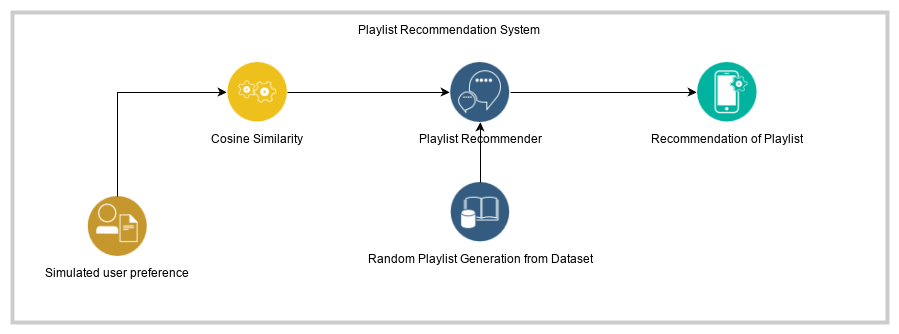 Playlist Recommendation System
Cosine Similarity
Playlist Recommender
Recommendation of Playlist
Random Playlist Generation from Dataset
Simulated user preference